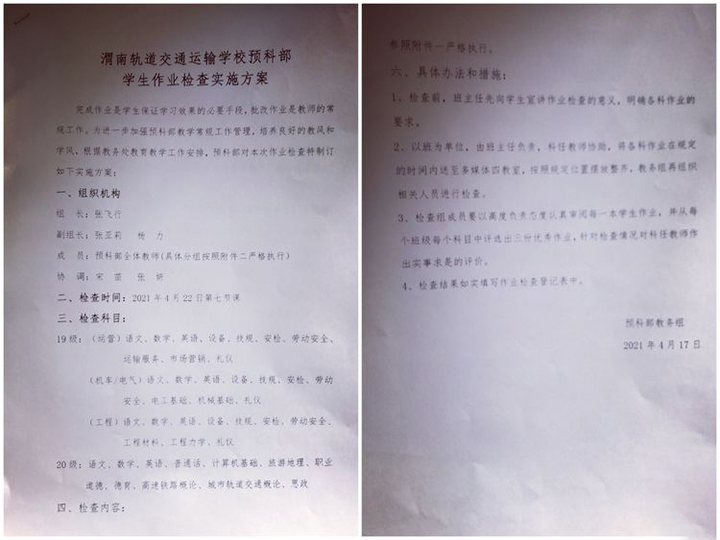 渭南轨道交通运输学校预科部
学生作业检查实施方案
完成作业是学生保证学习效果的必要手段,批改作业是教师的常
规工作。为进一步加强预科部教学常规工作管理,培养良好的教风和
学风,根据教务处教育教学工作安排,预科部对本次作业检查特制订
如下实施方案:
一、组织机构
组 长:张飞行
副组长:张亚莉 杨 力
成 员:预科部全体教师(具体分组按照附件二严格执行)
协 调:宋 苗 张 妍
二、检查时间:2021年4月22日第七节课
三、检查科目:
19级:(运营)语文、数学、英语、设备、技规、安检、劳动安全、
运输服务、市场营销、礼仪
(机车/电气)语文、数学、英语、设备、技规、安检、劳动
安全、电工基础、机械基础、礼仪
(工程)语文、数学、英语、设备、技规、安检、劳动安全、
工程材料、工程力学、礼仪
20级:语文、数学、英语、普通话、计算机基础、旅游地理、职业
道德、德育、高速铁路概论、城市轨道交通概论、思政
四、检查内容:
照附件一严格执行。
六、具体办法和措施:
1、检查前,班主任先向学生宣讲作业检查的意义,明确各科作业的
要求。
2、以班为单位,由班主任负责,科任教师协助,将各科作业在规定
的时间内送至多媒体四教室,按照规定位置摆放整齐,教务组再组织
相关人员进行检查。
3、检查组成员要以高度负责态度认真审阅每一本学生作业,并从每
个班级每个科目中评选出三份优秀作业,针对检查情况对科任教师作
出实事求是的评价。
4、检查结果如实填写作业检查登记表中。
预科部教务组
2021年4月17日